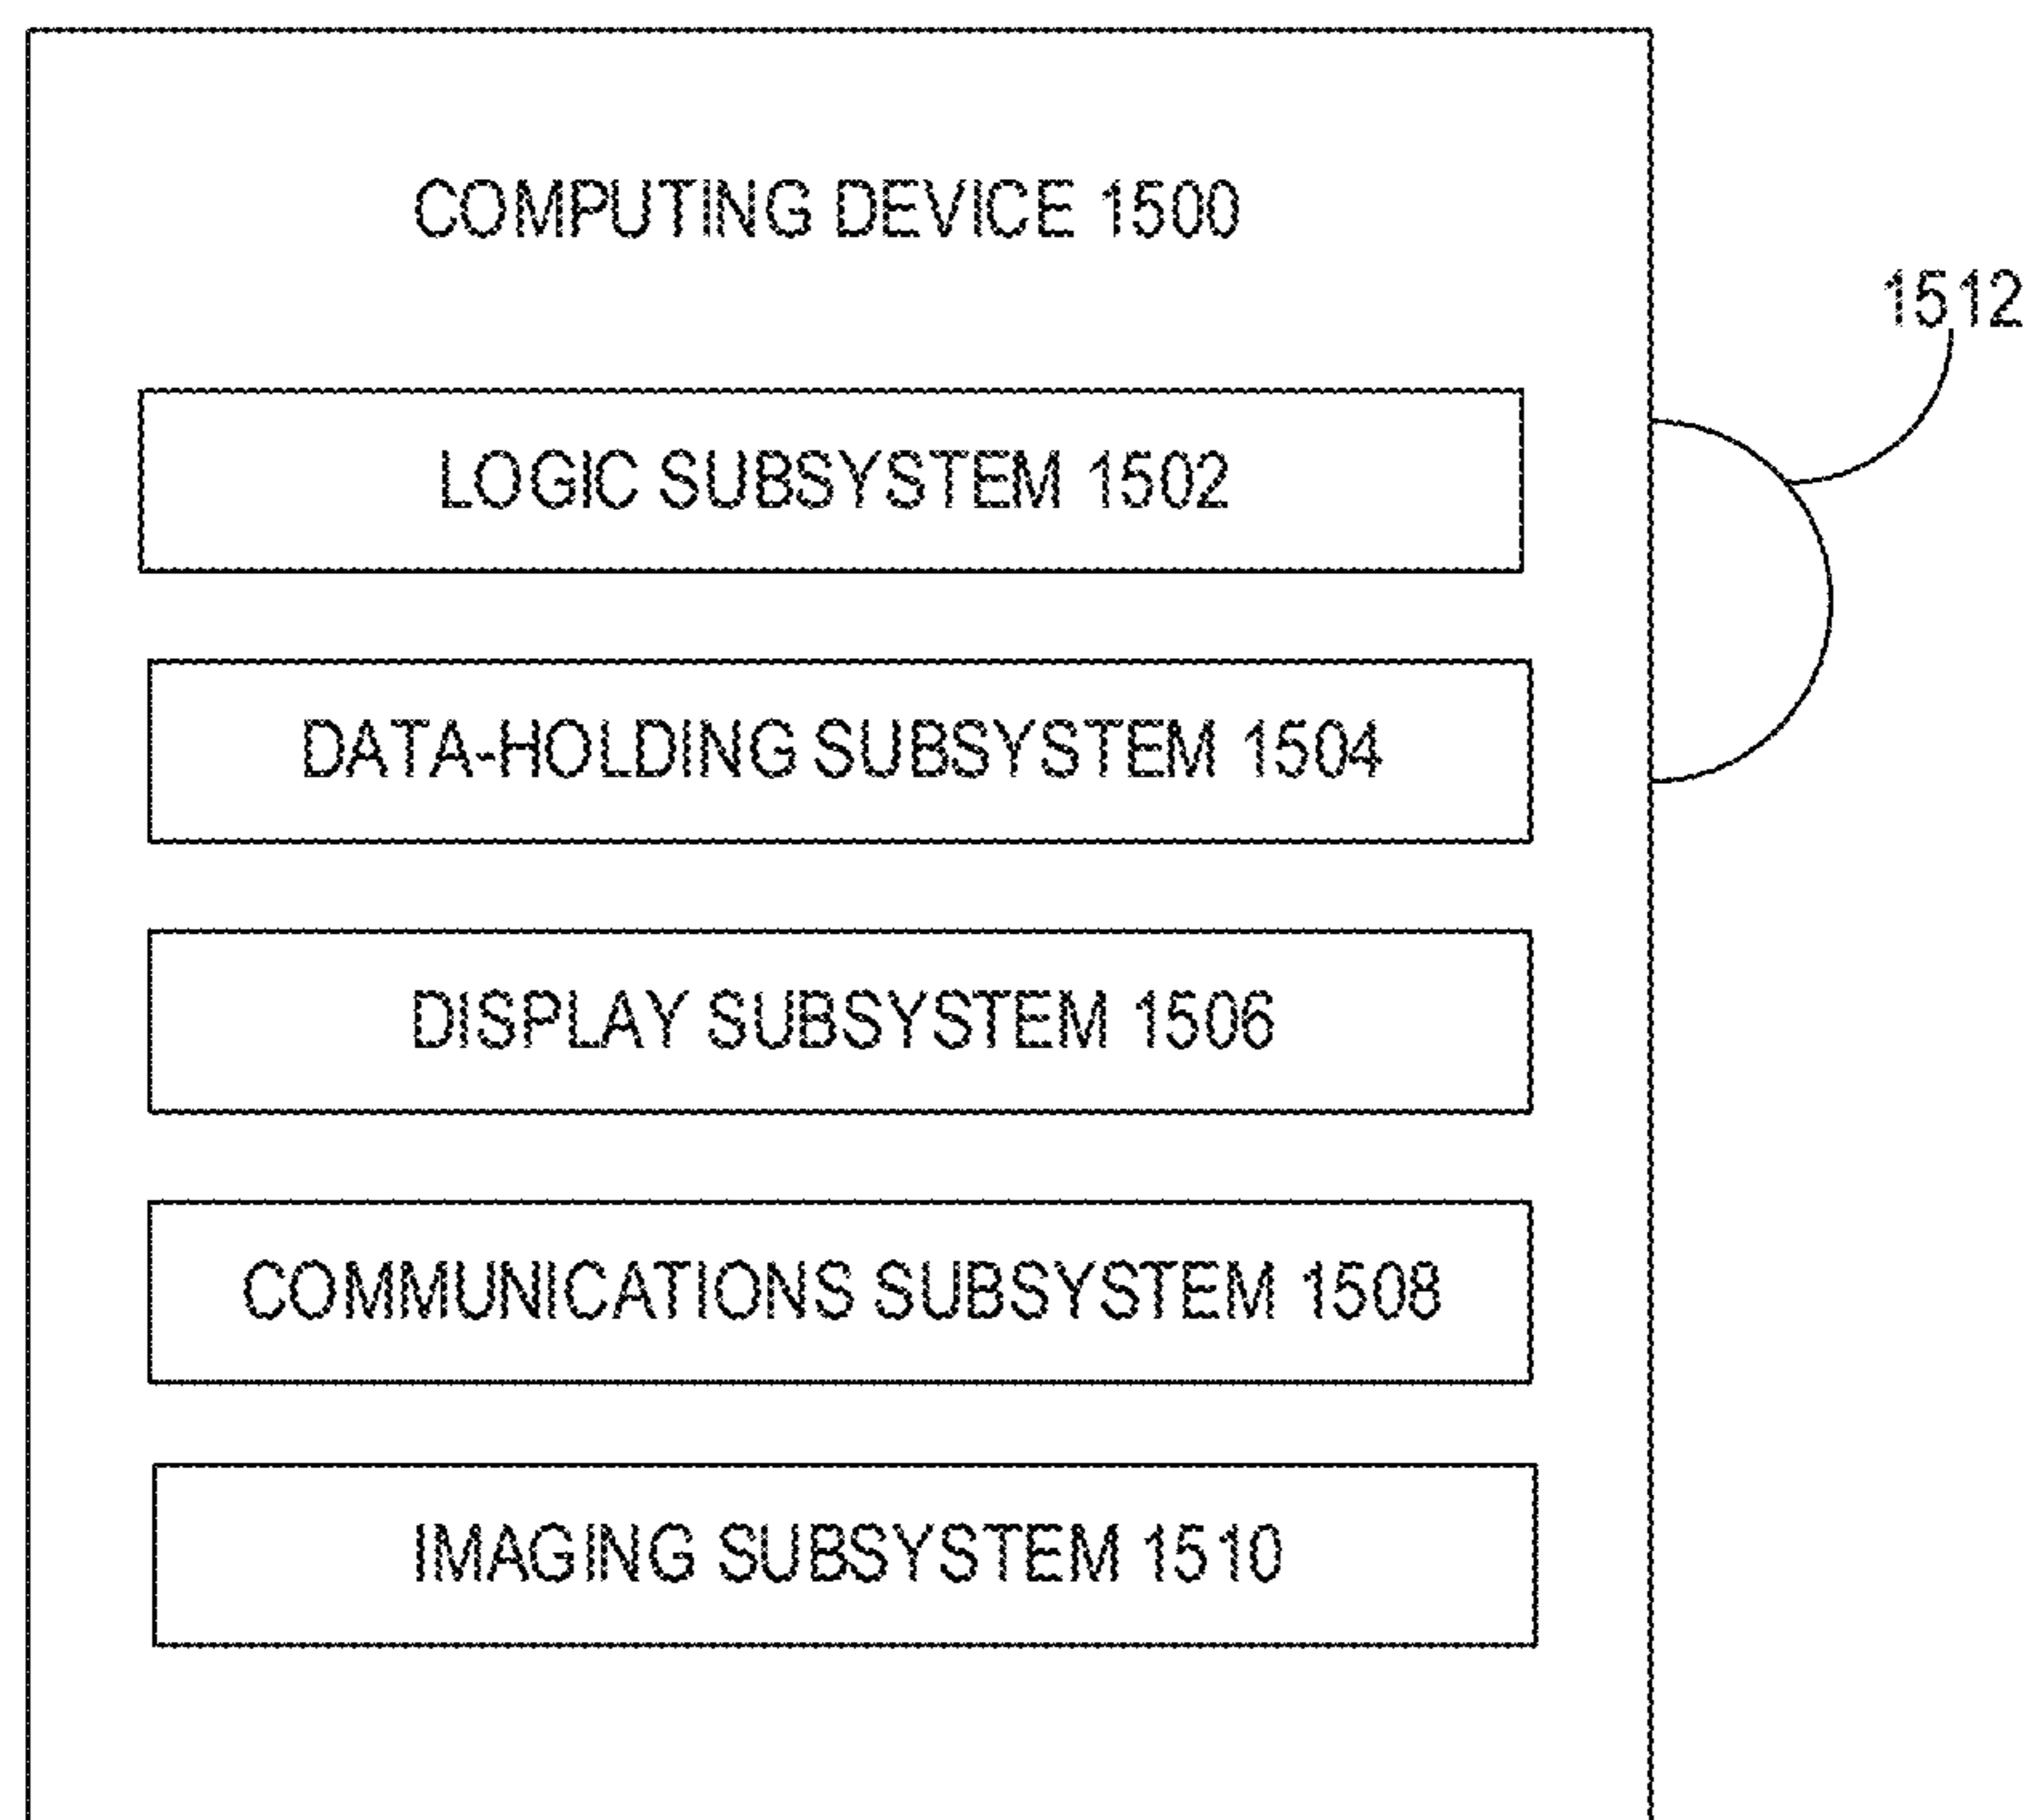 COMPUTING DEVICE 1500
1512
LOGIC SUBSYSTEM 1502
DATA-HOLDING SUBSYSTEM 1504
DISPLAY SUBSYSTEM 1506
COMMUNICATIONS SUBSYSTEM 1508
IMAGING SUBSYSTEM 1510